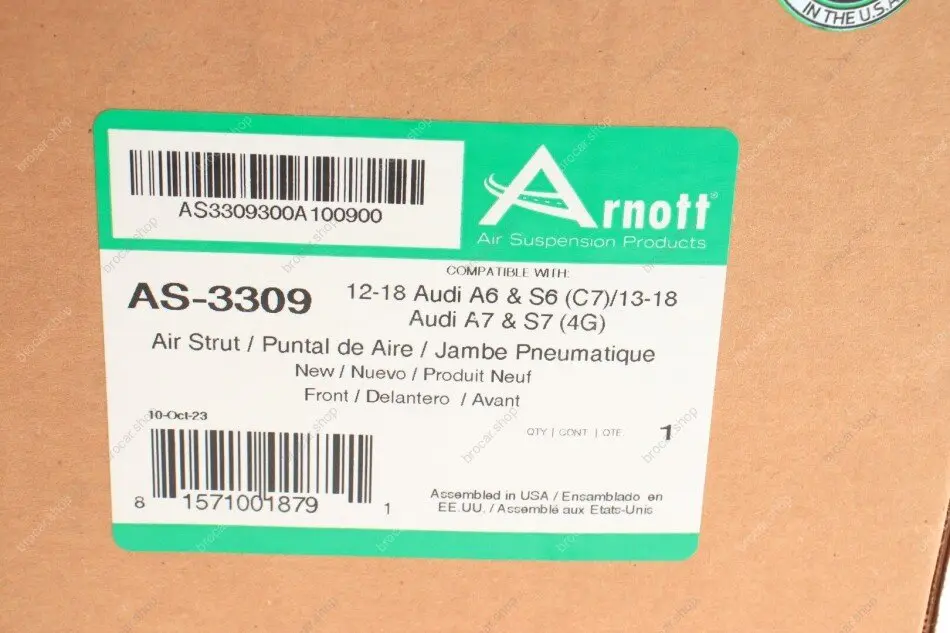 IN THE U.S.A
AS3309300A100900
Arnott®
Air Suspension Products
COMPATIBLE WITH:
AS-3309
12-18 Audi A6 & S6 (C7)/13-18
Audi A7 & S7 (4G)
Air Strut / Puntal de Aire / Jambe Pneumatique
New / Nuevo / Produit Neuf
Front / Delantero / Avant
10-Oct-23
QTY | CONT | QTE 1
8 1571001879 1
Assembled in USA / Ensamblado en
EE.UU. / Assemblé aux Etats-Unis
brocar.shop